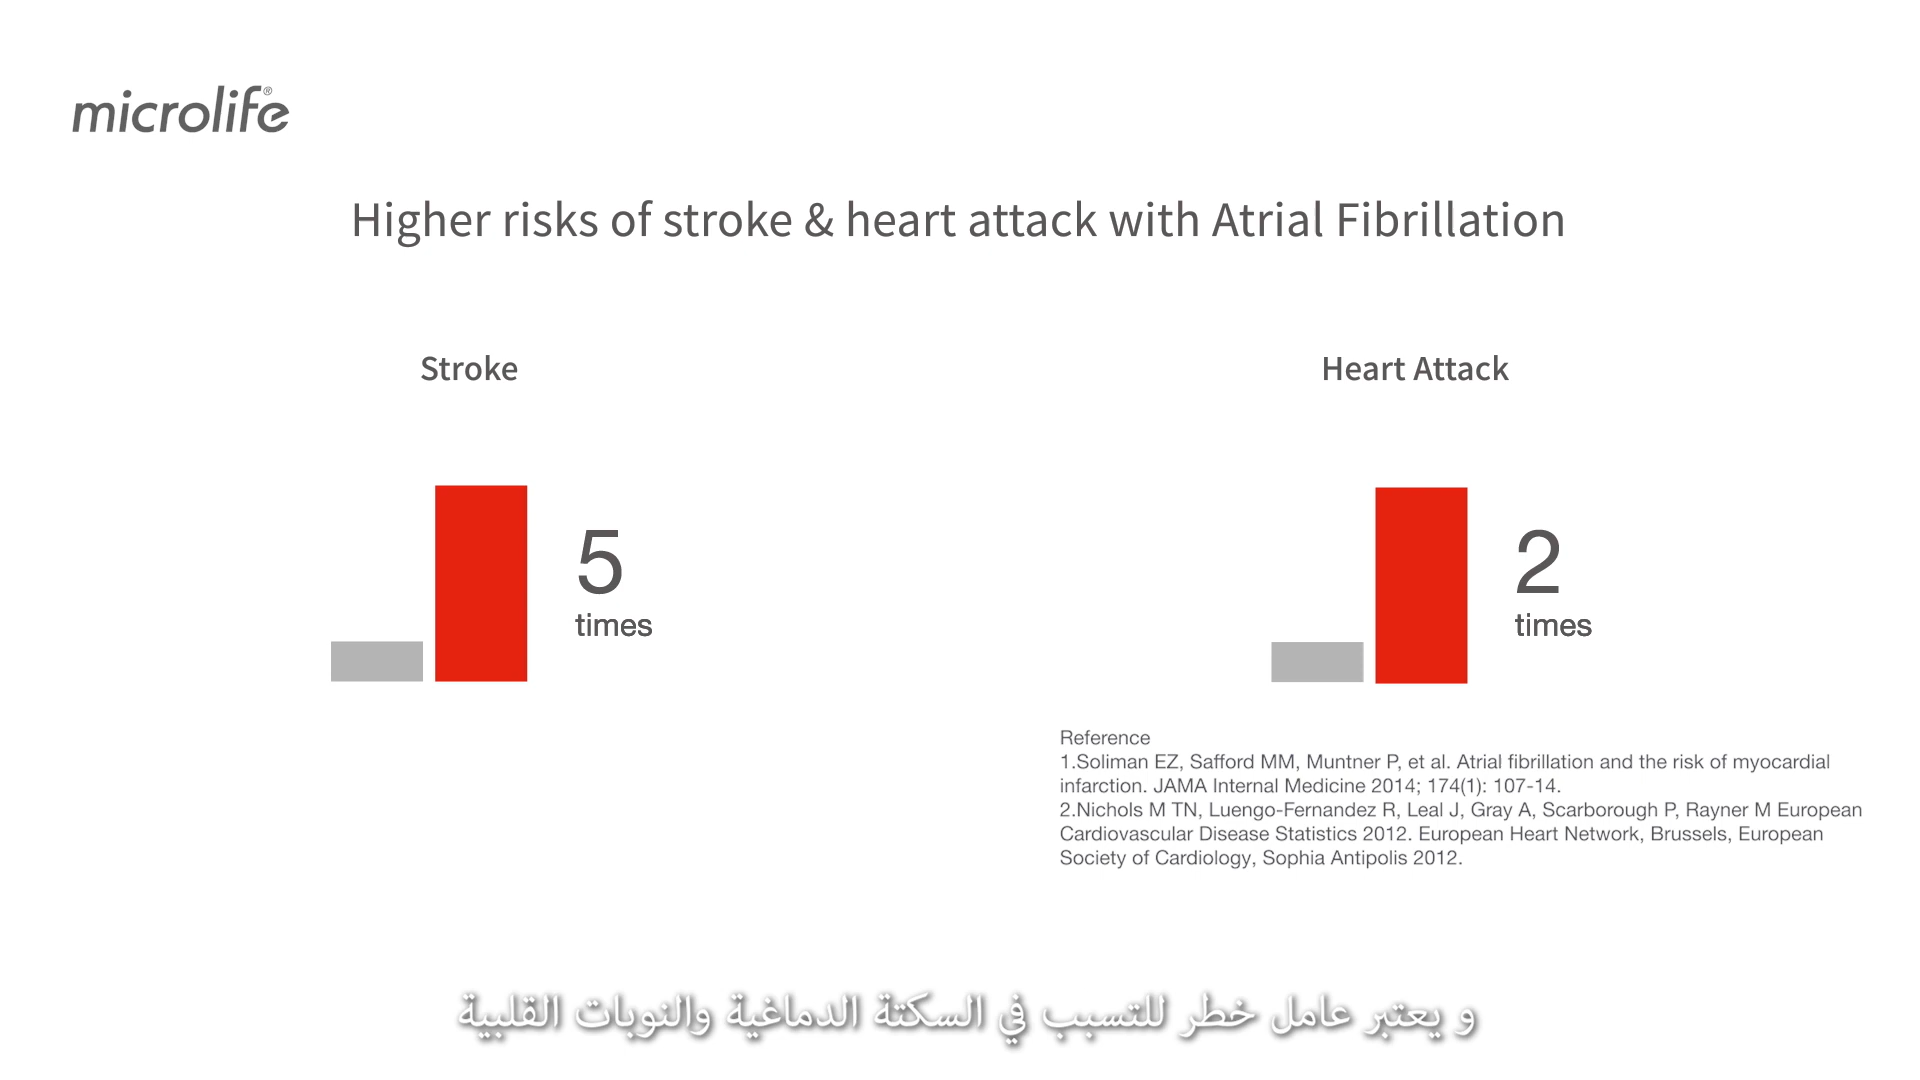 microlife®
Higher risks of stroke & heart attack with Atrial Fibrillation
Stroke
Heart Attack
5
times
2
times
Reference
1.Soliman EZ, Safford MM, Muntner P, et al. Atrial fibrillation and the risk of myocardial
infarction. JAMA Internal Medicine 2014; 174(1): 107-14.
2.Nichols M TN, Luengo-Fernandez R, Leal J, Gray A, Scarborough P, Rayner M European
Cardiovascular Disease Statistics 2012. European Heart Network, Brussels, European
Society of Cardiology, Sophia Antipolis 2012.
و يعتبر عامل خطر للتسبب في السكتة الدماغية والنوبات القلبية